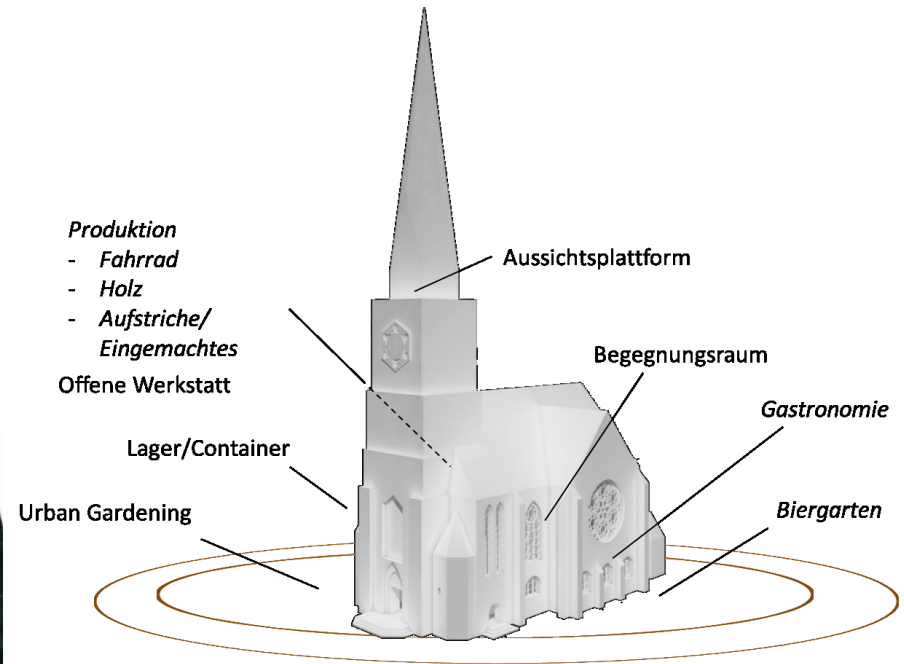 Produktion
- Fahrrad
- Holz
- Aufstriche/
Eingemachtes
Offene Werkstatt
Lager/Container
Urban Gardening
Aussichtsplattform
Begegnungsraum
Gastronomie
Biergarten